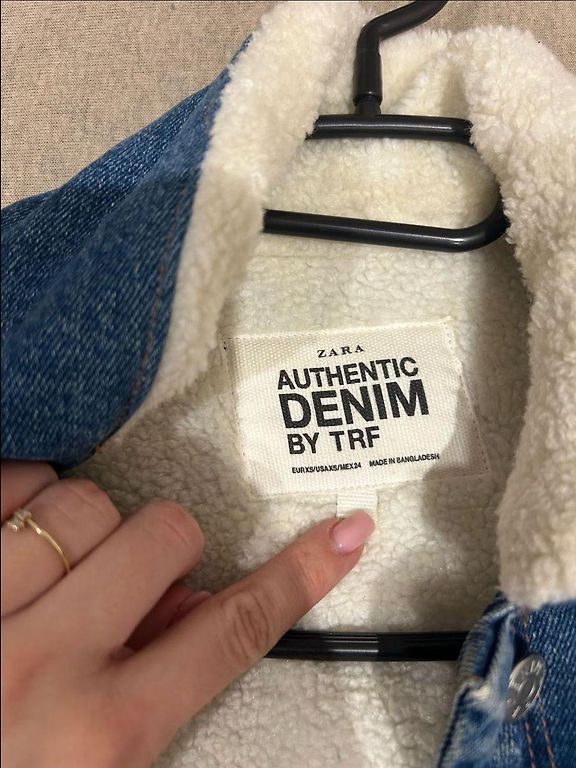 ZARA
AUTHENTIC
DENIM
BY TRF
EUR XS/USA XS/MEX 24 MADE IN BANGLADESH